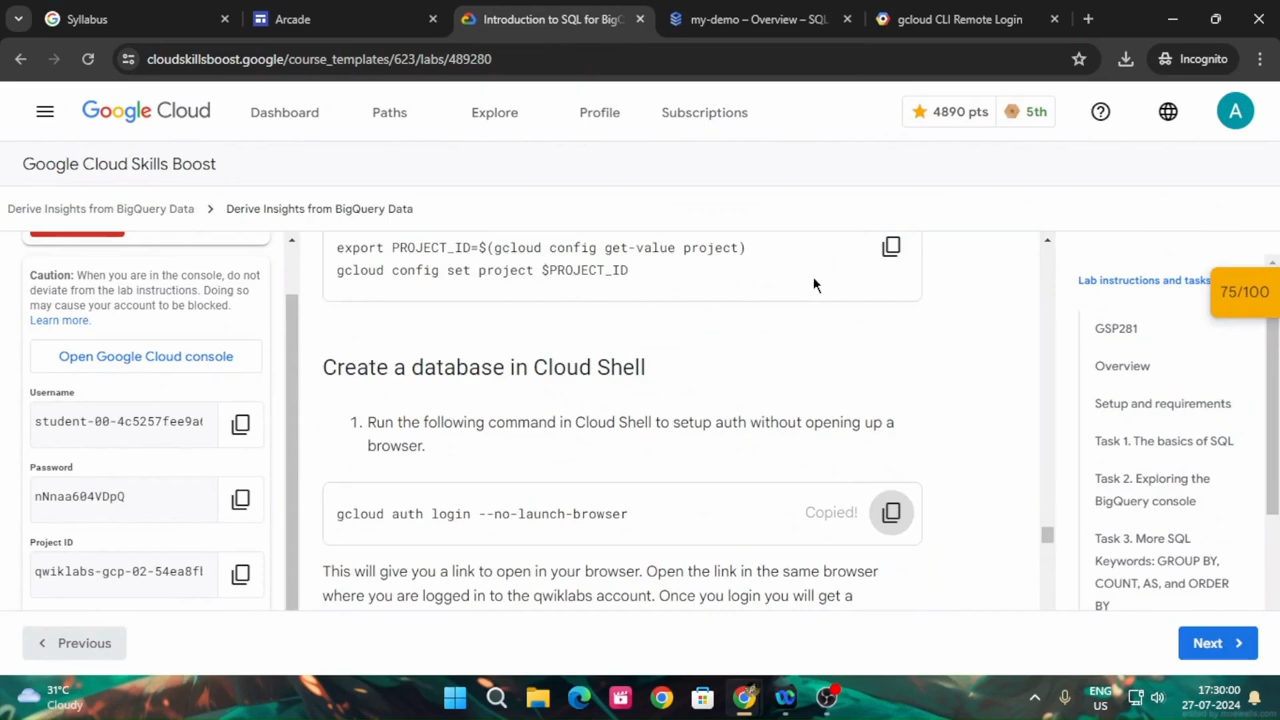 Syllabus
Arcade
Introduction to SQL for BigQ
my-demo – Overview – SQL
gcloud CLI Remote Login
cloudskillsboost.google/course_templates/623/labs/489280
Incognito
Google Cloud
Dashboard
Paths
Explore
Profile
Subscriptions
4890 pts
5th
A
Google Cloud Skills Boost
Derive Insights from BigQuery Data > Derive Insights from BigQuery Data
Caution: When you are in the console, do not
deviate from the lab instructions. Doing so
may cause your account to be blocked.
Learn more.
Open Google Cloud console
Username
student-00-4c5257fee9a
Password
nNnaa604VDpQ
Project ID
qwiklabs-gcp-02-54ea8f
export PROJECT_ID=$(gcloud config get-value project)
gcloud config set project $PROJECT_ID
Create a database in Cloud Shell
1. Run the following command in Cloud Shell to setup auth without opening up a
browser.
gcloud auth login --no-launch-browser
Copied!
This will give you a link to open in your browser. Open the link in the same browser
where you are logged in to the qwiklabs account. Once you login you will get a
Lab instructions and tasks
75/100
GSP281
Overview
Setup and requirements
Task 1. The basics of SQL
Task 2. Exploring the
BigQuery console
Task 3. More SQL
Keywords: GROUP BY,
COUNT, AS, and ORDER
BY
Previous
Next
31°C
Cloudy
ENG
US
17:30:00
27-07-2024